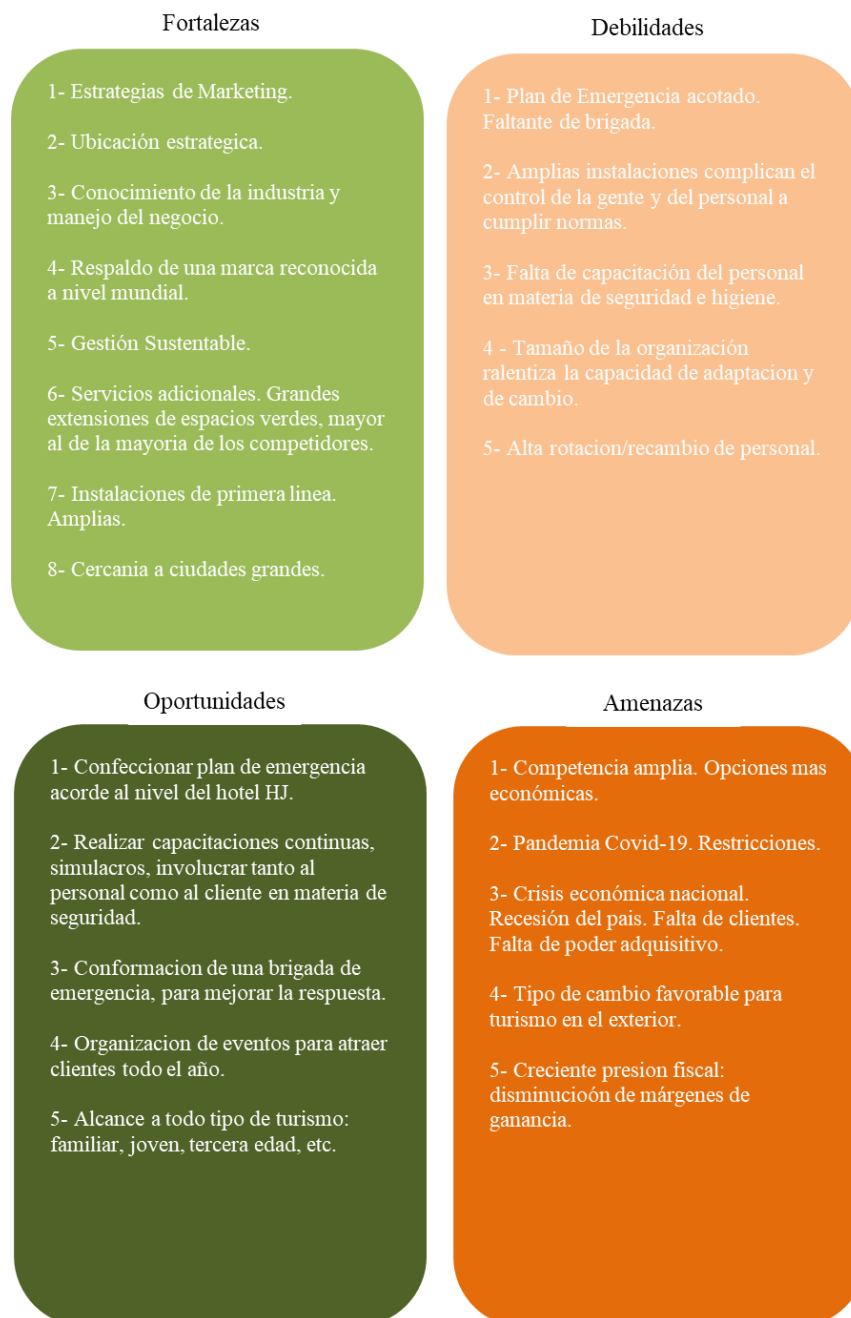 Fortalezas
1- Estrategias de Marketing.
2- Ubicación estrategica.
3- Conocimiento de la industria y
manejo del negocio.
4- Respaldo de una marca reconocida
a nivel mundial.
5- Gestión Sustentable.
6- Servicios adicionales. Grandes
extensiones de espacios verdes, mayor
al de la mayoria de los competidores.
7- Instalaciones de primera linea.
Amplias.
8- Cercania a ciudades grandes.
Debilidades
1- Plan de Emergencia acotado.
Faltante de brigada.
2- Amplias instalaciones complican el
control de la gente y del personal a
cumplir normas.
3- Falta de capacitación del personal
en materia de seguridad e higiene.
4 - Tamaño de la organización
ralentiza la capacidad de adaptacion y
de cambio.
5- Alta rotacion/recambio de personal.
Oportunidades
1- Confeccionar plan de emergencia
acorde al nivel del hotel HJ.
2- Realizar capacitaciones continuas,
simulacros, involucrar tanto al
personal como al cliente en materia de
seguridad.
3- Conformacion de una brigada de
emergencia, para mejorar la respuesta.
4- Organizacion de eventos para atraer
clientes todo el año.
5- Alcance a todo tipo de turismo:
familiar, joven, tercera edad, etc.
Amenazas
1- Competencia amplia. Opciones mas
económicas.
2- Pandemia Covid-19. Restricciones.
3- Crisis económica nacional.
Recesión del pais. Falta de clientes.
Falta de poder adquisitivo.
4- Tipo de cambio favorable para
turismo en el exterior.
5- Creciente presion fiscal:
disminucioón de márgenes de
ganancia.